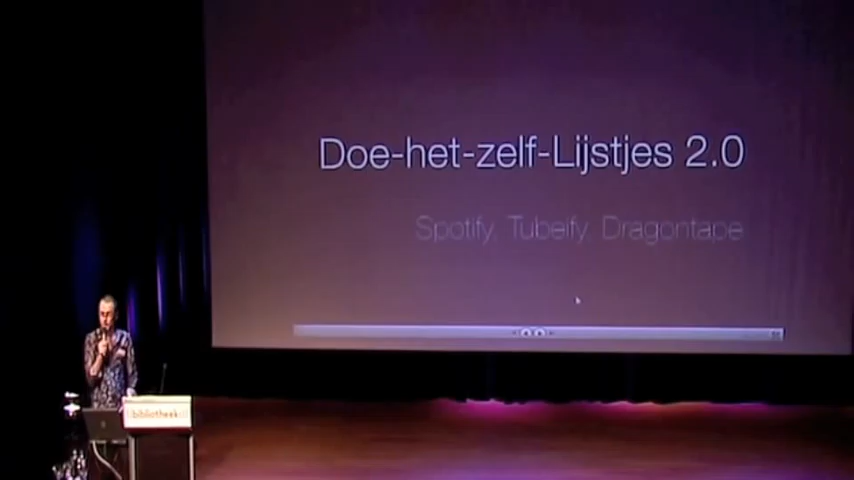 Doe-het-zelf-Lijstjes 2.0
Spotify, Tubeify, Dragontape
bibliotheek